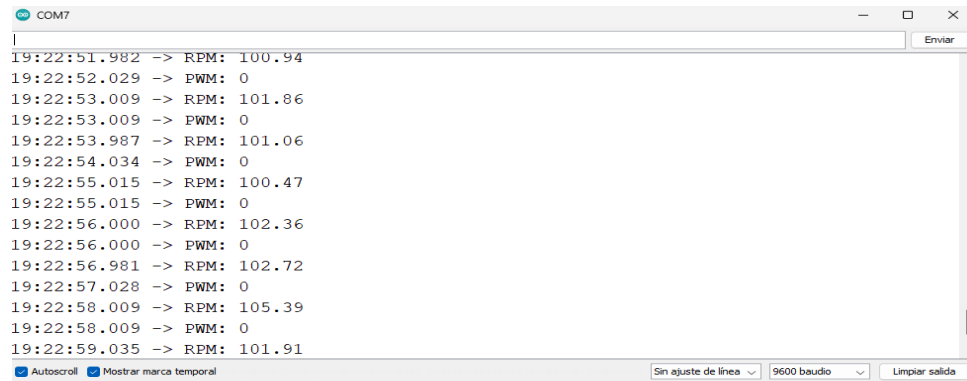 COM7
Enviar
19:22:51.982 -> RPM: 100.94
19:22:52.029 -> PWM: 0
19:22:53.009 -> RPM: 101.86
19:22:53.009 -> PWM: 0
19:22:53.987 -> RPM: 101.06
19:22:54.034 -> PWM: 0
19:22:55.015 -> RPM: 100.47
19:22:55.015 -> PWM: 0
19:22:56.000 -> RPM: 102.36
19:22:56.000 -> PWM: 0
19:22:56.981 -> RPM: 102.72
19:22:57.028 -> PWM: 0
19:22:58.009 -> RPM: 105.39
19:22:58.009 -> PWM: 0
19:22:59.035 -> RPM: 101.91
Autoscroll Mostrar marca temporal Sin ajuste de línea 9600 baudio Limpiar salida